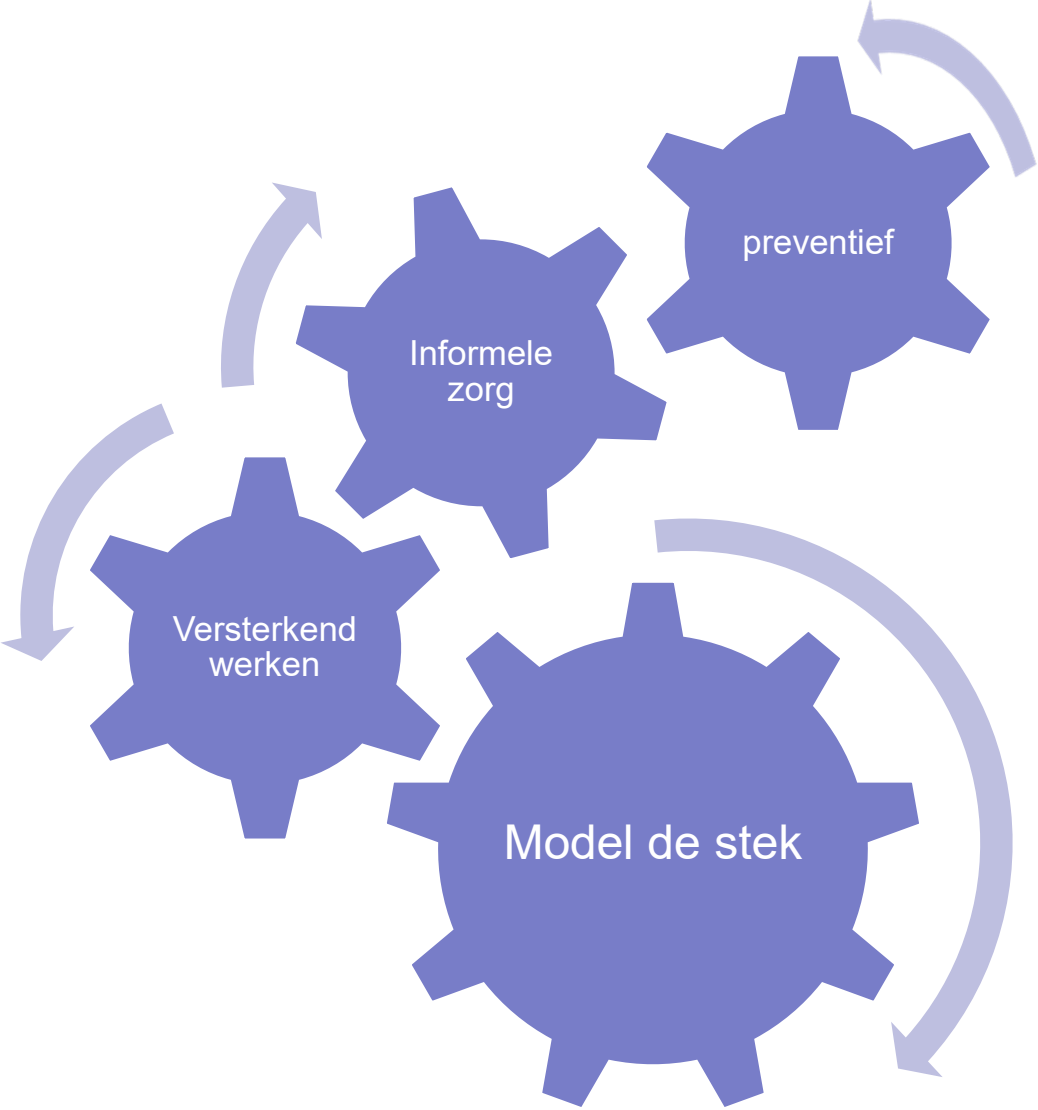 preventief
Informele
zorg
Versterkend
werken
Model de stek